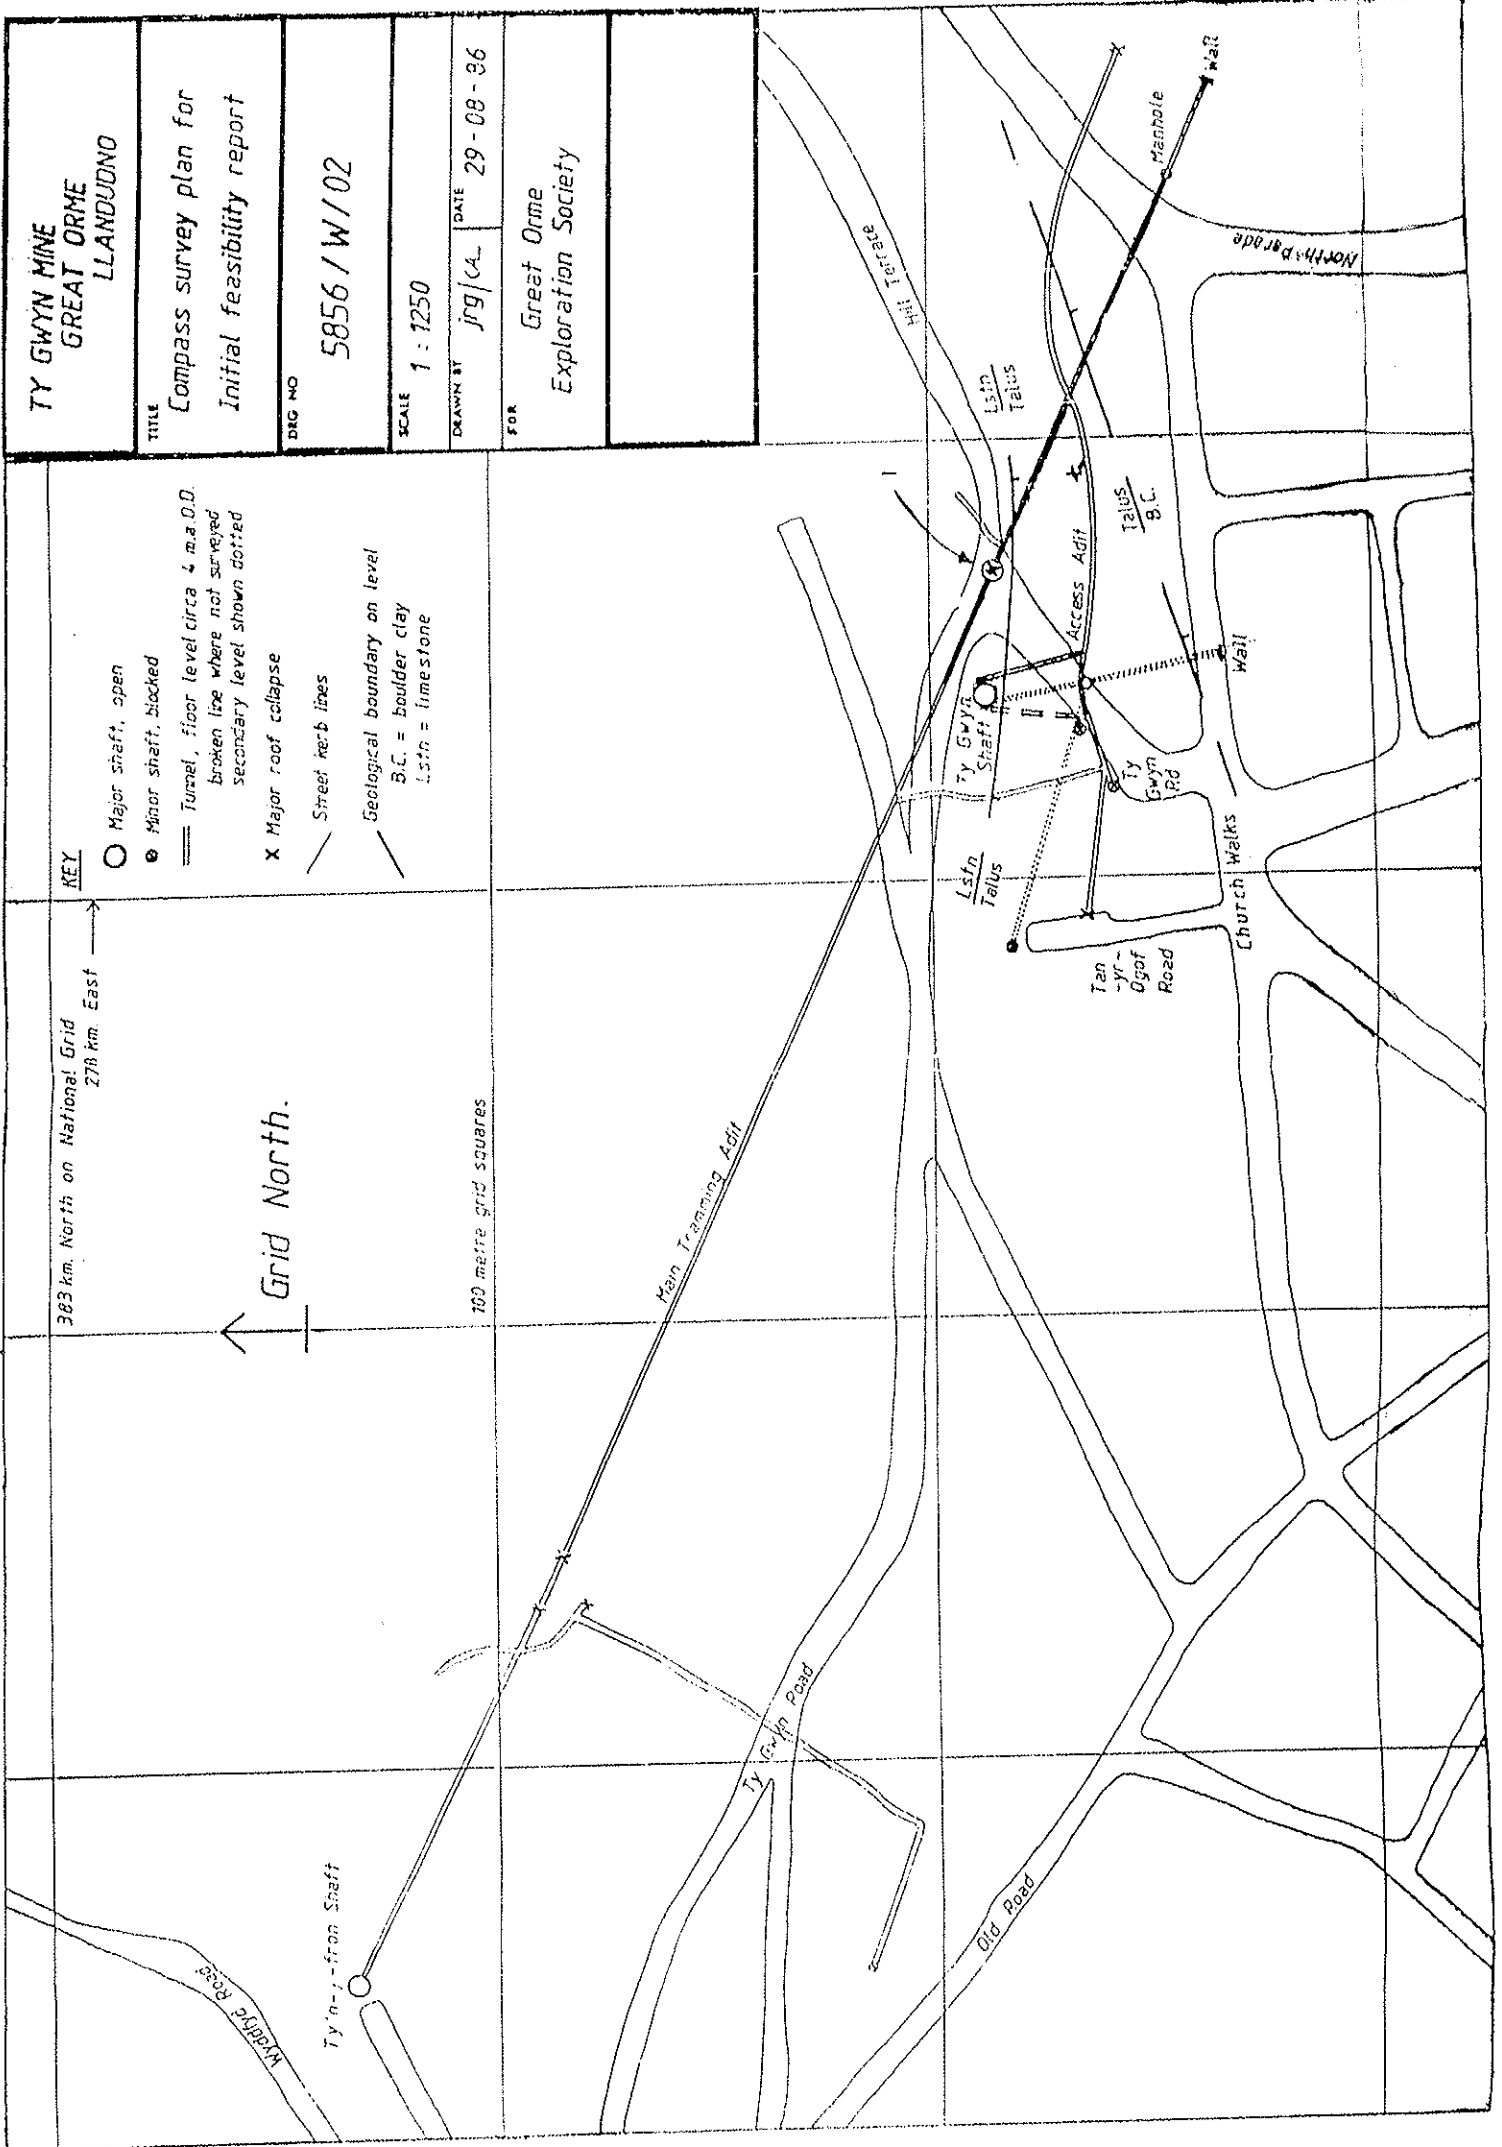 TY GWYN MINE
GREAT ORME
LLANDUDNO
TITLE
Compass survey plan for
Initial feasibility report
DRG NO
5856 / W / 02
SCALE
1 : 1250
DRAWN BY
DATE
29 - 08 - 96
FOR
Great Orme
Exploration Society
KEY
Major shaft, open
Minor shaft, blocked
Tunnel, floor level circa 4 m.a.O.D.
broken line where not surveyed
secondary level shown dotted
X Major roof collapse
Street kerb lines
Geological boundary on level
B.C. = boulder clay
Lstn = limestone
383 km. North on National Grid
278 km. East
Grid North.
100 metre grid squares
Wyddfyd Road
Ty'n-y-fron Shaft
Main Tramming Adit
Ty Gwyn Road
Old Road
Hill Terrace
Lstn
Talus
Manhole
Wall
North Parade
1
Talus
B.C.
Access Adit
Ty Gwyn
Shaft
Wall
Ty
Gwyn
Rd
Lstn
Talus
Church Walks
Tan
-yr-
Ogof
Road